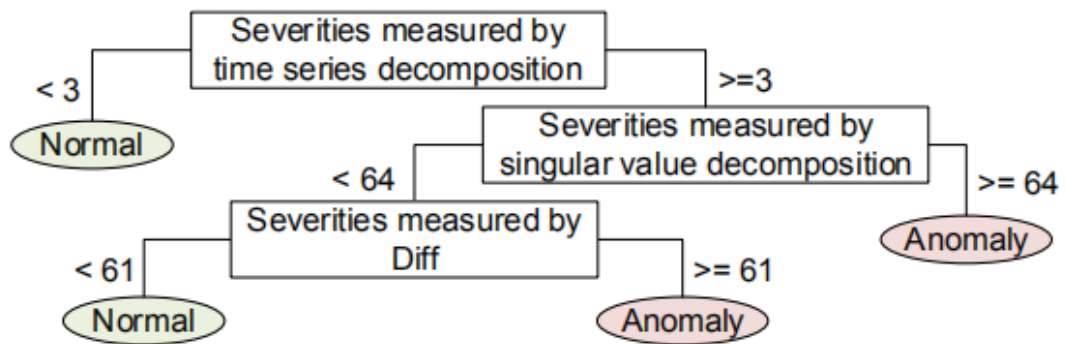 Severities measured by
time series decomposition
< 3
>=3
Normal
Severities measured by
singular value decomposition
< 64
>= 64
Severities measured by
Diff
Anomaly
< 61
>= 61
Normal
Anomaly